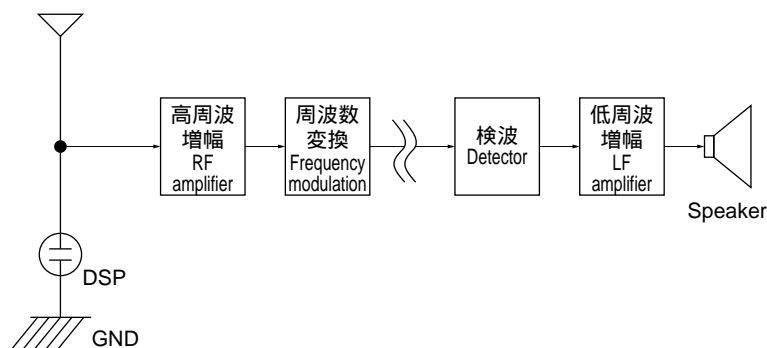 高周波
増幅
RF
amplifier
周波数
変換
Frequency
modulation
検波
Detector
低周波
増幅
LF
amplifier
Speaker
DSP
GND